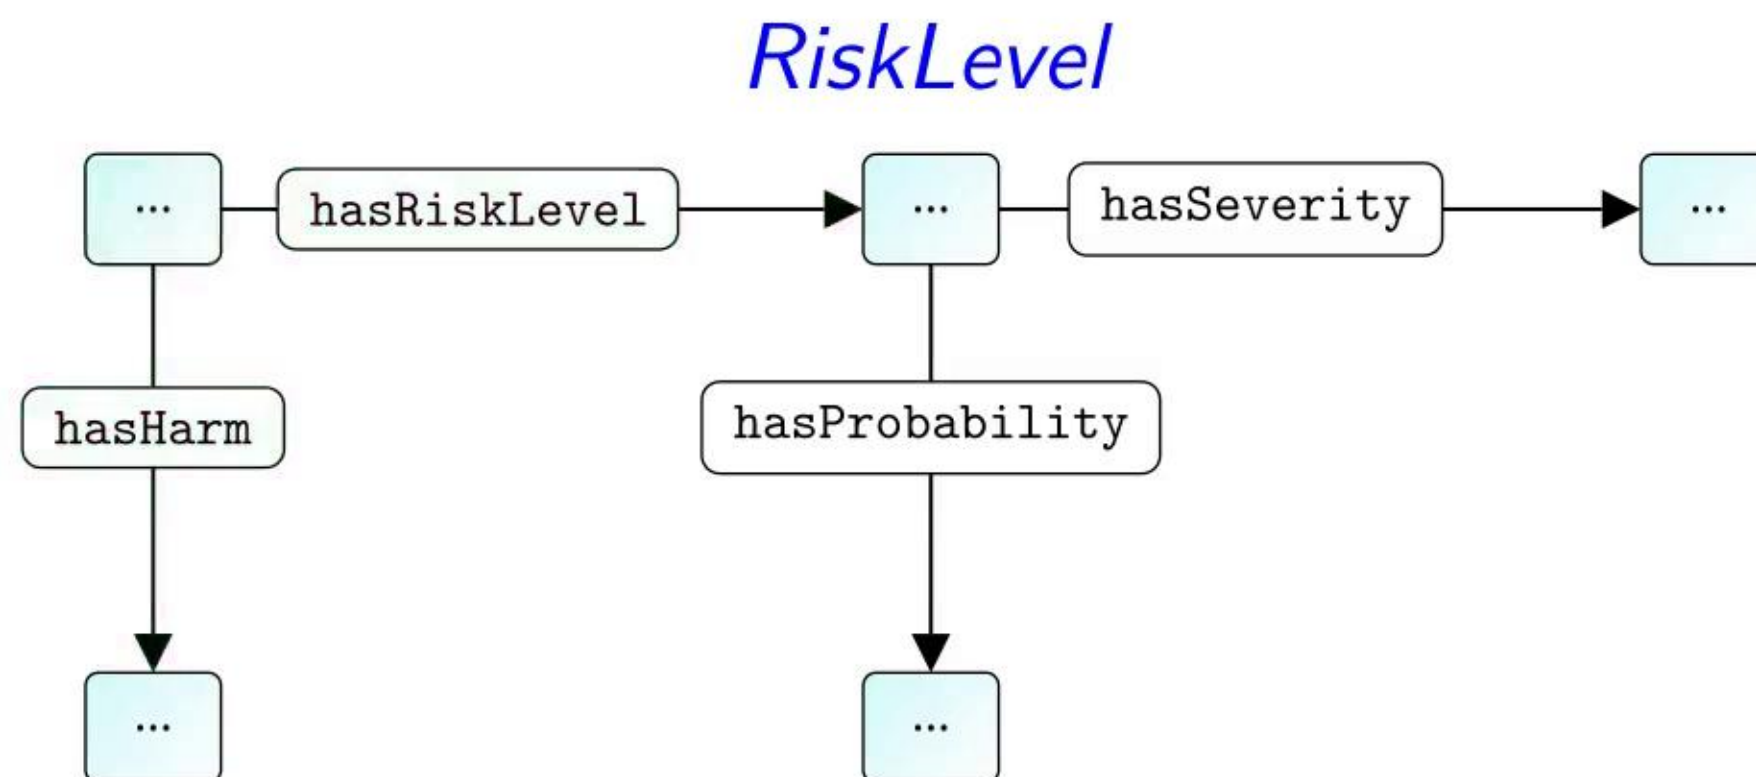 RiskLevel
... hasRiskLevel ... hasSeverity ...
hasHarm hasProbability
... ...